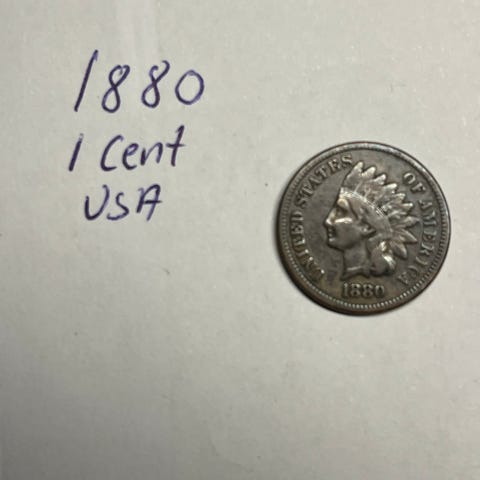 1880
1 Cent
USA
UNITED STATES OF AMERICA
1880